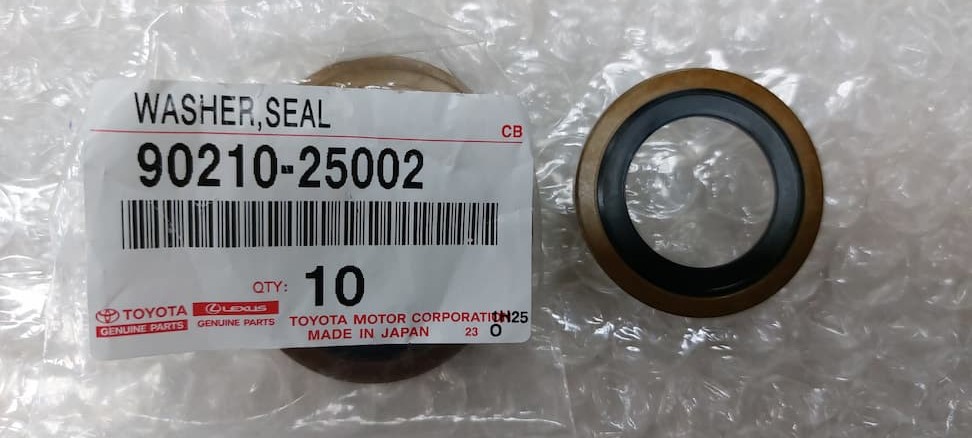 WASHER,SEAL
CB
90210-25002
QTY: 10
TOYOTA LEXUS
GENUINE PARTS GENUINE PARTS
TOYOTA MOTOR CORPORATION
MADE IN JAPAN 23 O